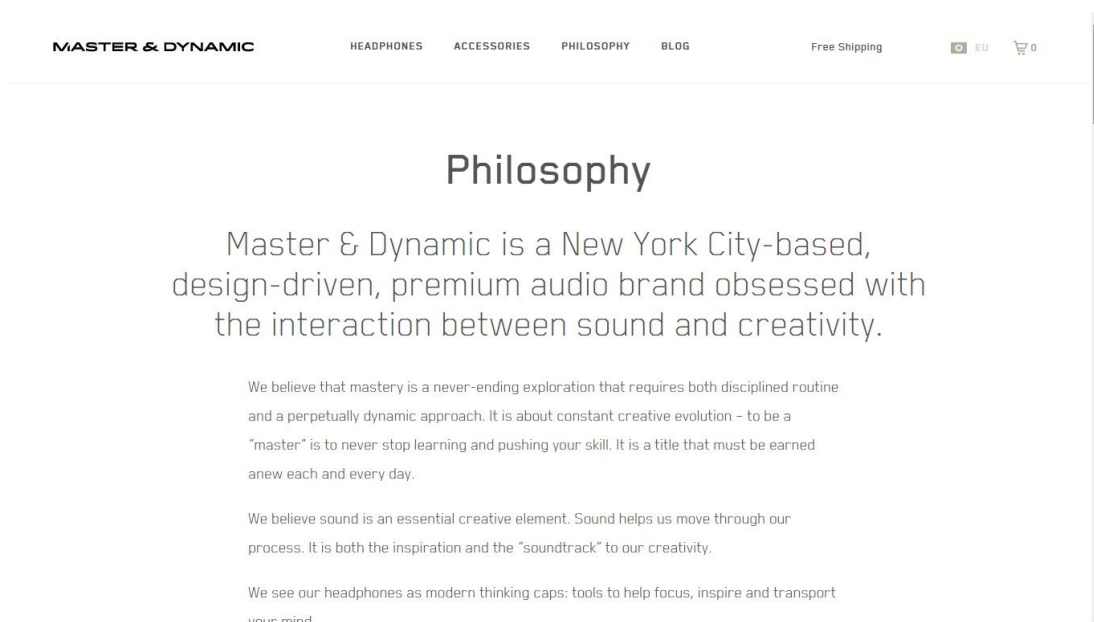 MASTER & DYNAMIC
HEADPHONES ACCESSORIES PHILOSOPHY BLOG
Free Shipping
EU
0
Philosophy
Master & Dynamic is a New York City-based,
design-driven, premium audio brand obsessed with
the interaction between sound and creativity.
We believe that mastery is a never-ending exploration that requires both disciplined routine
and a perpetually dynamic approach. It is about constant creative evolution – to be a
"master" is to never stop learning and pushing your skill. It is a title that must be earned
anew each and every day.
We believe sound is an essential creative element. Sound helps us move through our
process. It is both the inspiration and the "soundtrack" to our creativity.
We see our headphones as modern thinking caps: tools to help focus, inspire and transport
your mind